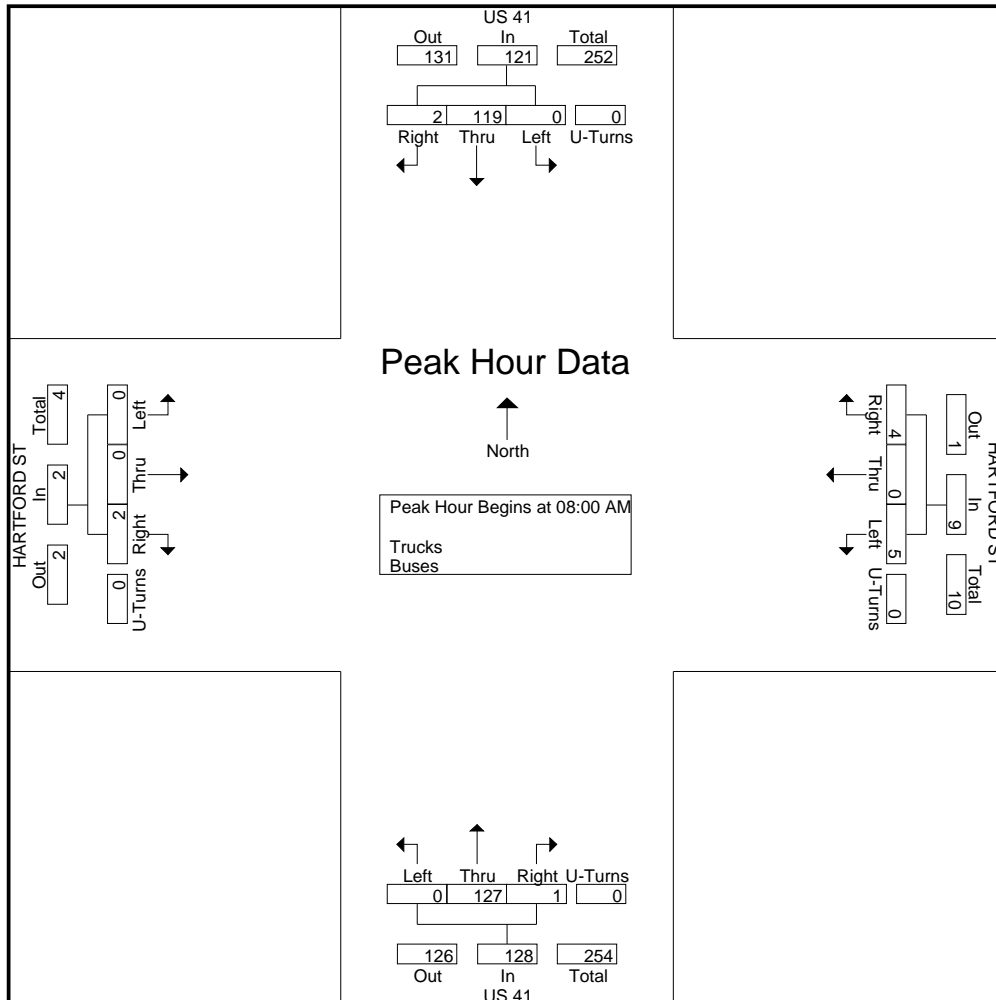 US 41
Out In Total
131 121 252
2 119 0 0
Right Thru Left U-Turns
Peak Hour Data
North
Peak Hour Begins at 08:00 AM
Trucks
Buses
HARTFORD ST
Total In Out
4 2 2
0 0 2 0
Left Thru Right U-Turns
Right Thru Left U-Turns
4 0 5 0
1 9 10
Out In Total
HARTFORD ST
Left Thru Right U-Turns
0 127 1 0
126 128 254
Out In Total
US 41